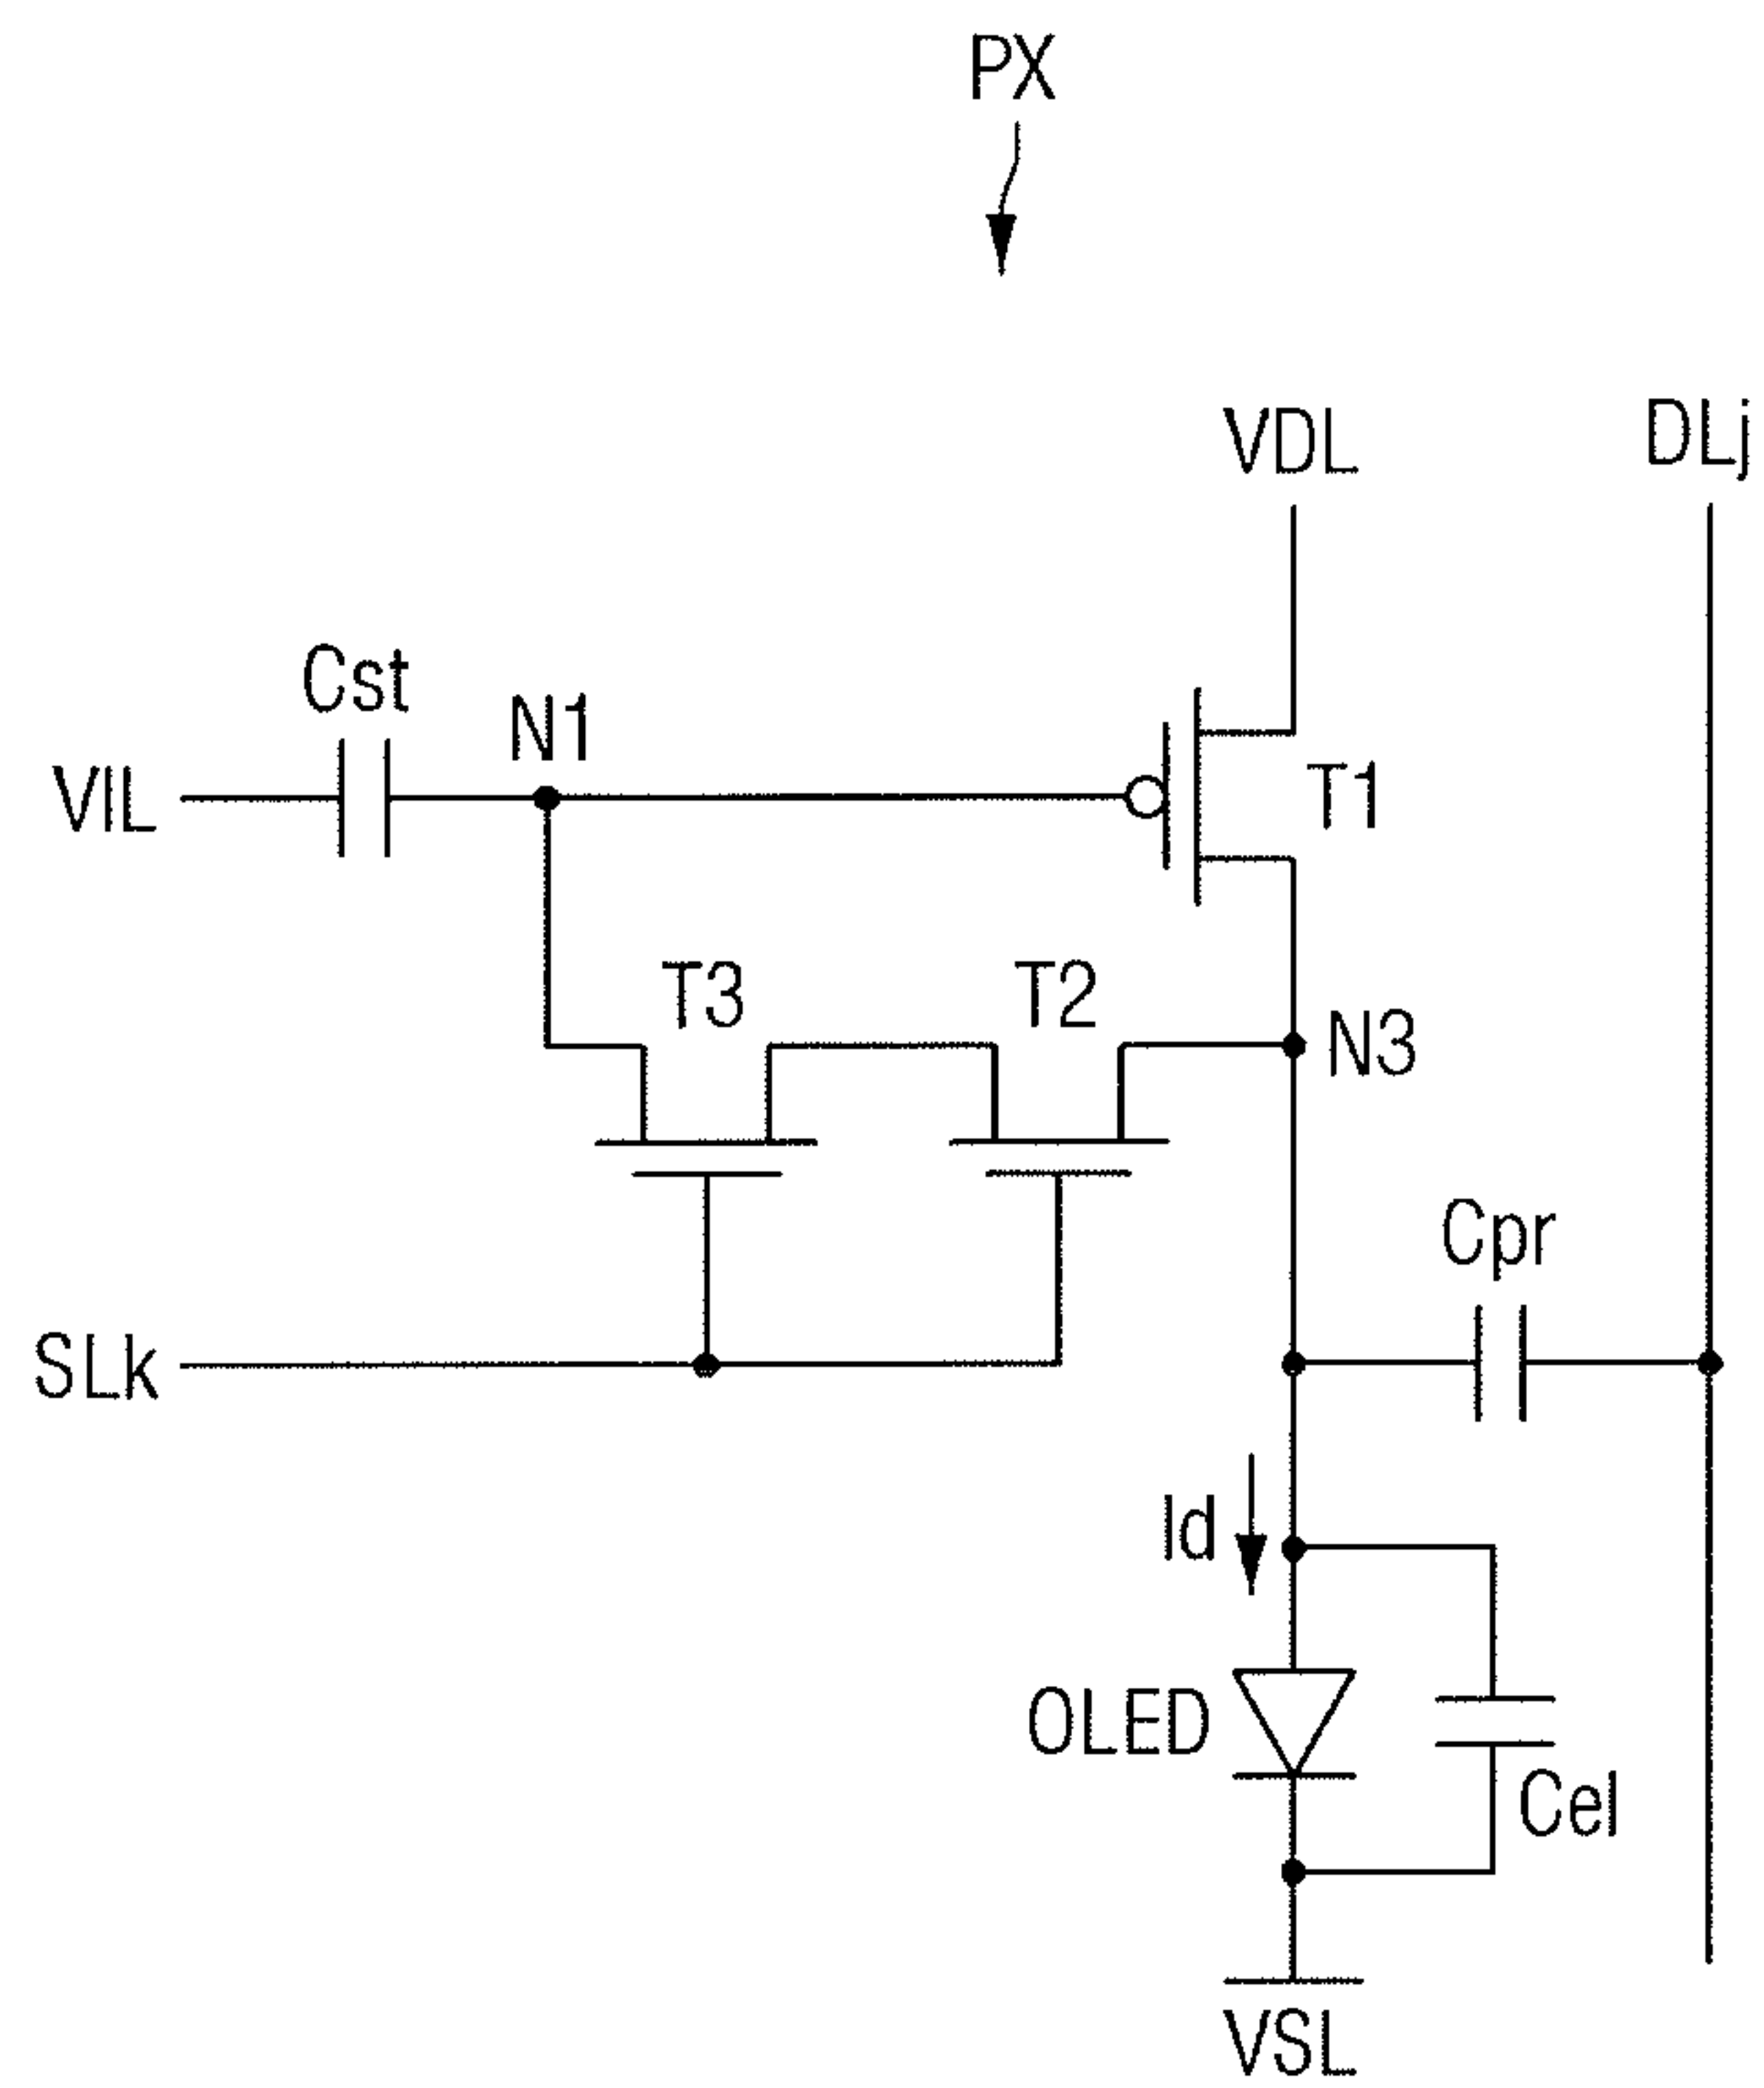 PX
VDL
DLj
Cst
N1
VIL
T1
T3
T2
N3
Cpr
SLk
Id
OLED
Cel
VSL